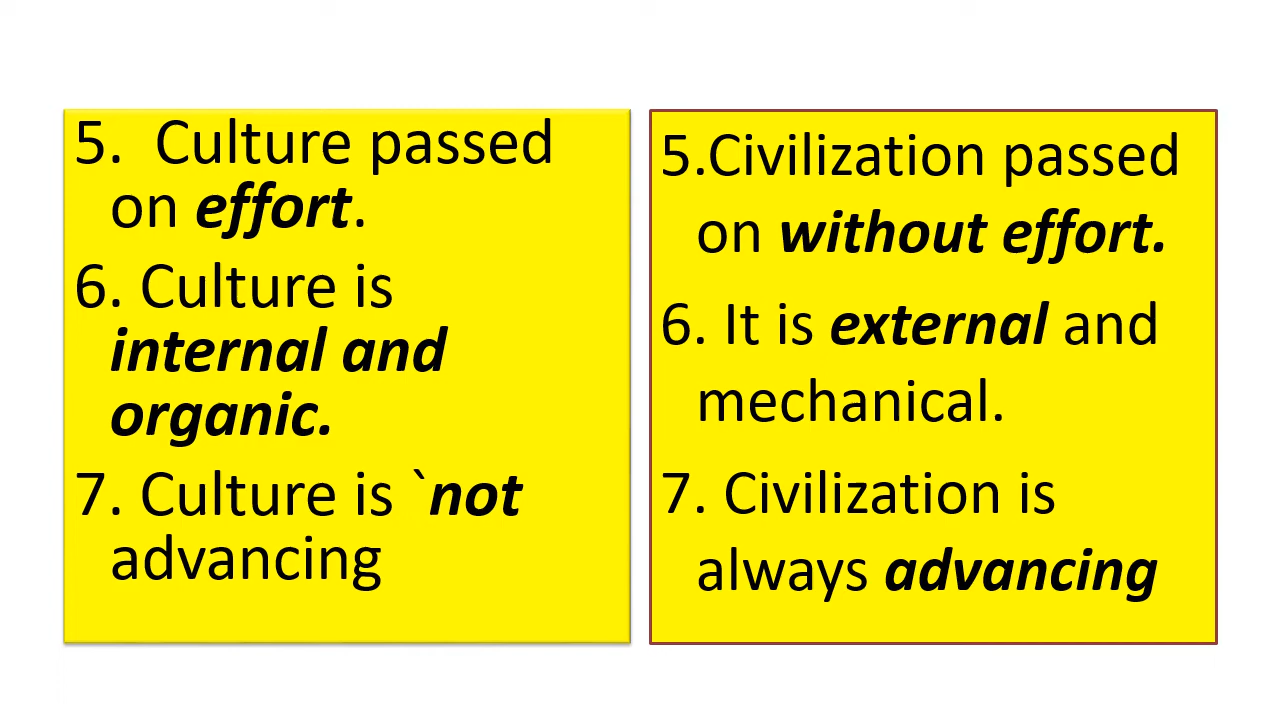 5.  Culture passed
on effort.
6. Culture is
internal and
organic.
7. Culture is `not
advancing
5.Civilization passed
on without effort.
6. It is external and
mechanical.
7. Civilization is
always advancing